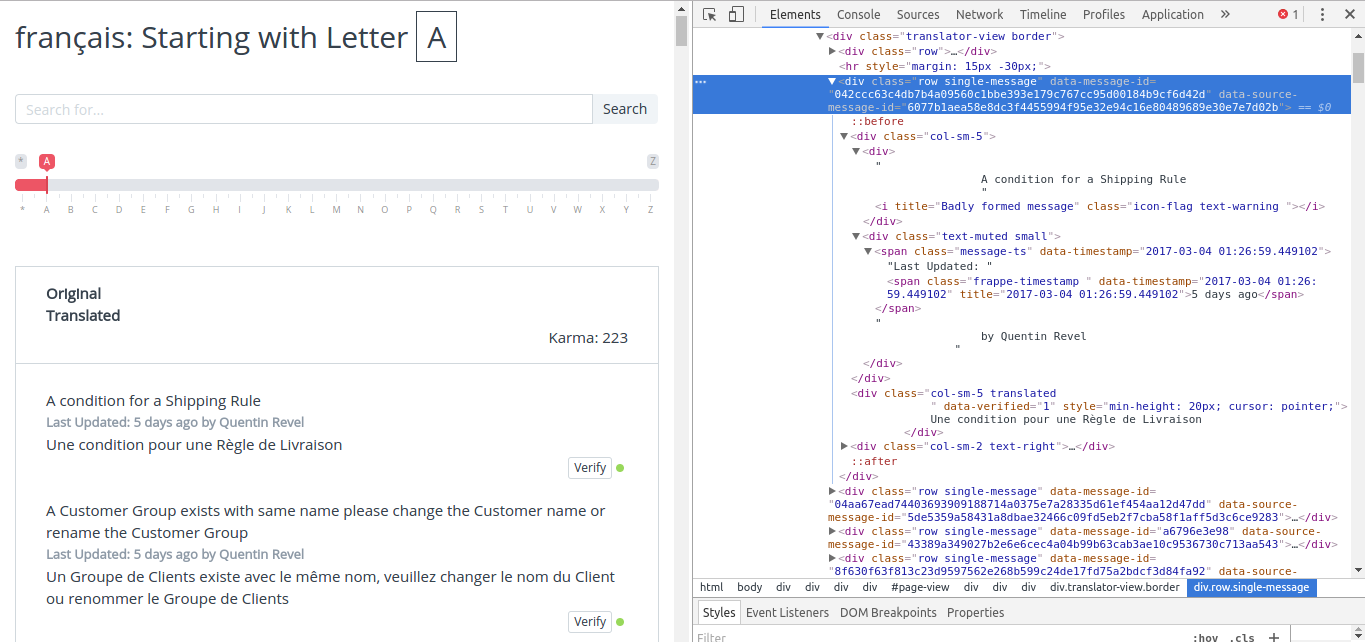 français: Starting with Letter A
Search for...
Search
* A Z
* A B C D E F G H I J K L M N O P Q R S T U V W X Y Z
Original
Translated
Karma: 223
A condition for a Shipping Rule
Last Updated: 5 days ago by Quentin Revel
Une condition pour une Règle de Livraison
Verify
A Customer Group exists with same name please change the Customer name or
rename the Customer Group
Last Updated: 5 days ago by Quentin Revel
Un Groupe de Clients existe avec le même nom, veuillez changer le nom du Client
ou renommer le Groupe de Clients
Verify
Elements Console Sources Network Timeline Profiles Application » 1
<div class="translator-view border">
<div class="row">…</div>
<hr style="margin: 15px -30px;">
<div class="row single-message" data-message-id=
"042ccc63c4db7b4a09560c1bbe393e179c767cc95d00184b9cf6d42d" data-source-
message-id="6077b1aea58e8dc3f4455994f95e32e94c16e80489689e30e7e7d02b"> == $0
::before
<div class="col-sm-5">
<div>
"
A condition for a Shipping Rule
"
<i title="Badly formed message" class="icon-flag text-warning "></i>
</div>
<div class="text-muted small">
<span class="message-ts" data-timestamp="2017-03-04 01:26:59.449102">
"Last Updated: "
<span class="frappe-timestamp " data-timestamp="2017-03-04 01:26:
59.449102" title="2017-03-04 01:26:59.449102">5 days ago</span>
</span>
"
by Quentin Revel
"
</div>
</div>
<div class="col-sm-5 translated
" data-verified="1" style="min-height: 20px; cursor: pointer;">
Une condition pour une Règle de Livraison
</div>
<div class="col-sm-2 text-right">…</div>
::after
</div>
<div class="row single-message" data-message-id=
"04aa67ead74403693909188714a0375e7a28335d61ef454aa12d47dd" data-source-
message-id="5de5359a58431a8dbae32466c09fd5eb2f7cba58f1aff5d3c6ce9283">…</div>
<div class="row single-message" data-message-id="a6796e3e98" data-source-
message-id="43389a349027b2e6e6cec4a04b99b63cab3ae10c9536730c713aa543">…</div>
<div class="row single-message" data-message-id=
"8f630f63f813c23d9597562e268b599c24de17fd75a2bdcf3d84fa92" data-source-
html body div div div div #page-view div div div div.translator-view.border div.row.single-message
Styles Event Listeners DOM Breakpoints Properties
Filter :hov .cls +